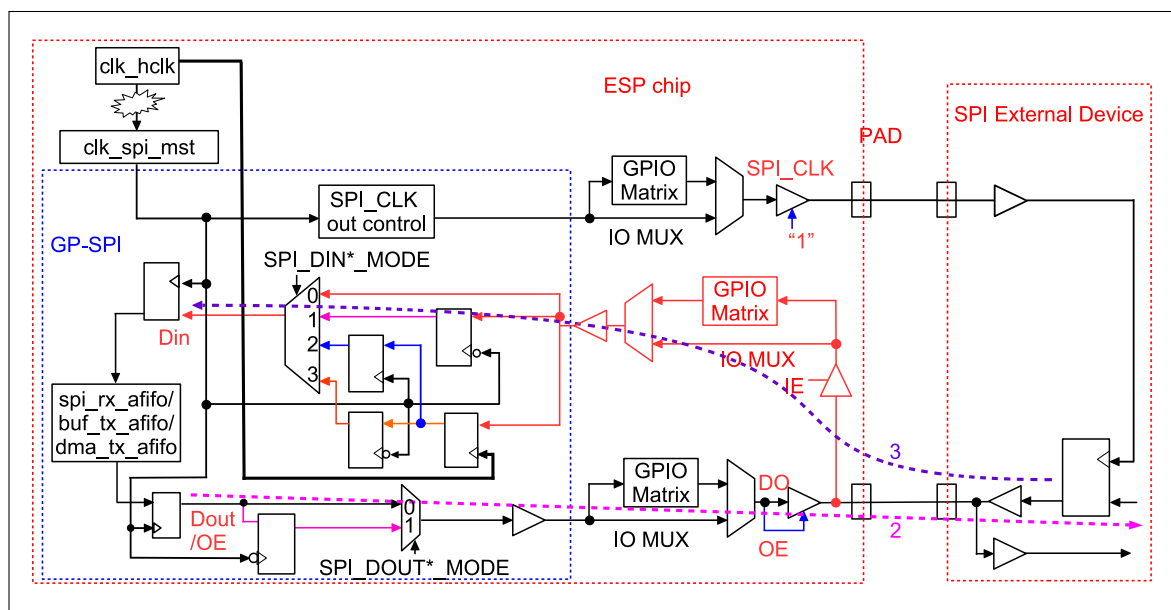 clk_hclk
ESP chip
SPI External Device
PAD
clk_spi_mst
GPIO
Matrix
SPI_CLK
SPI_CLK
out control
GP-SPI
IO MUX
“1”
SPI_DIN*_MODE
0
1
2
3
GPIO
Matrix
Din
IO MUX
IE
spi_rx_afifo/
buf_tx_afifo/
dma_tx_afifo
3
GPIO
Matrix
DO
Dout
/OE
0
1
2
IO MUX
OE
SPI_DOUT*_MODE